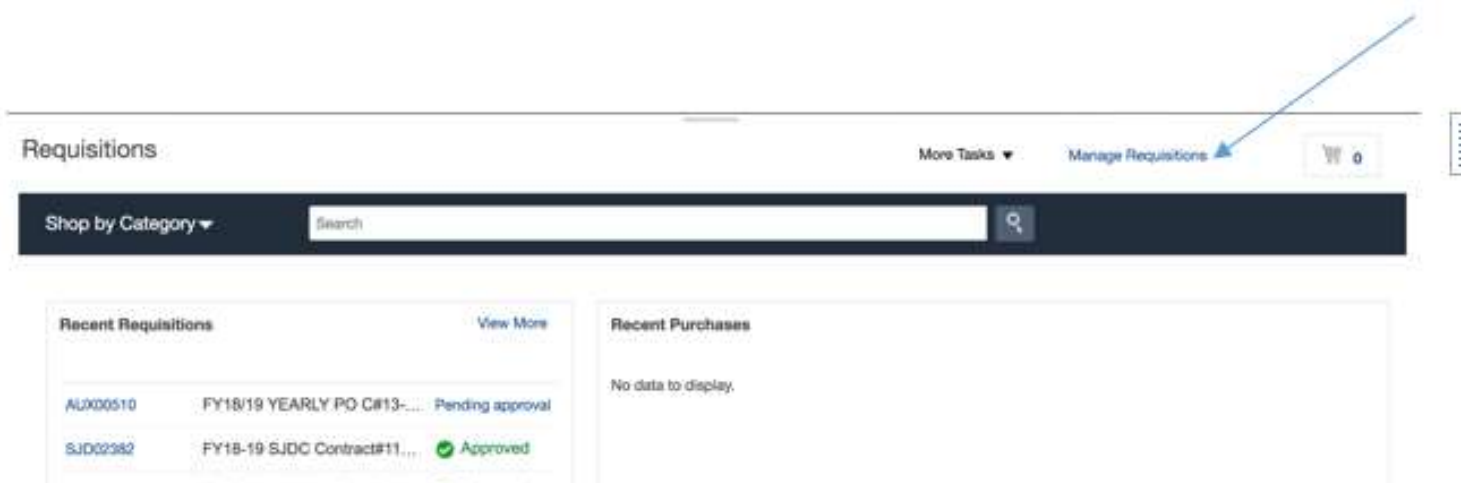 Requisitions
More Tasks ▼ Manage Requisitions 0
Shop by Category ▼ Search
Recent Requisitions View More
Recent Purchases
No data to display.
AUX00510 FY18/19 YEARLY PO C#13-... Pending approval
SJD02382 FY18-19 SJDC Contract#11... Approved